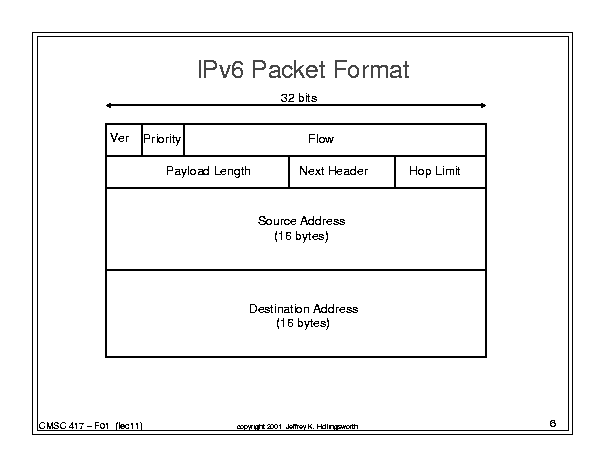 IPv6 Packet Format
32 bits
Ver Priority Flow
Payload Length Next Header Hop Limit
Source Address
(16 bytes)
Destination Address
(16 bytes)
CMSC 417 – F01 (lec11) copyright 2001 Jeffrey K. Hollingsworth 6